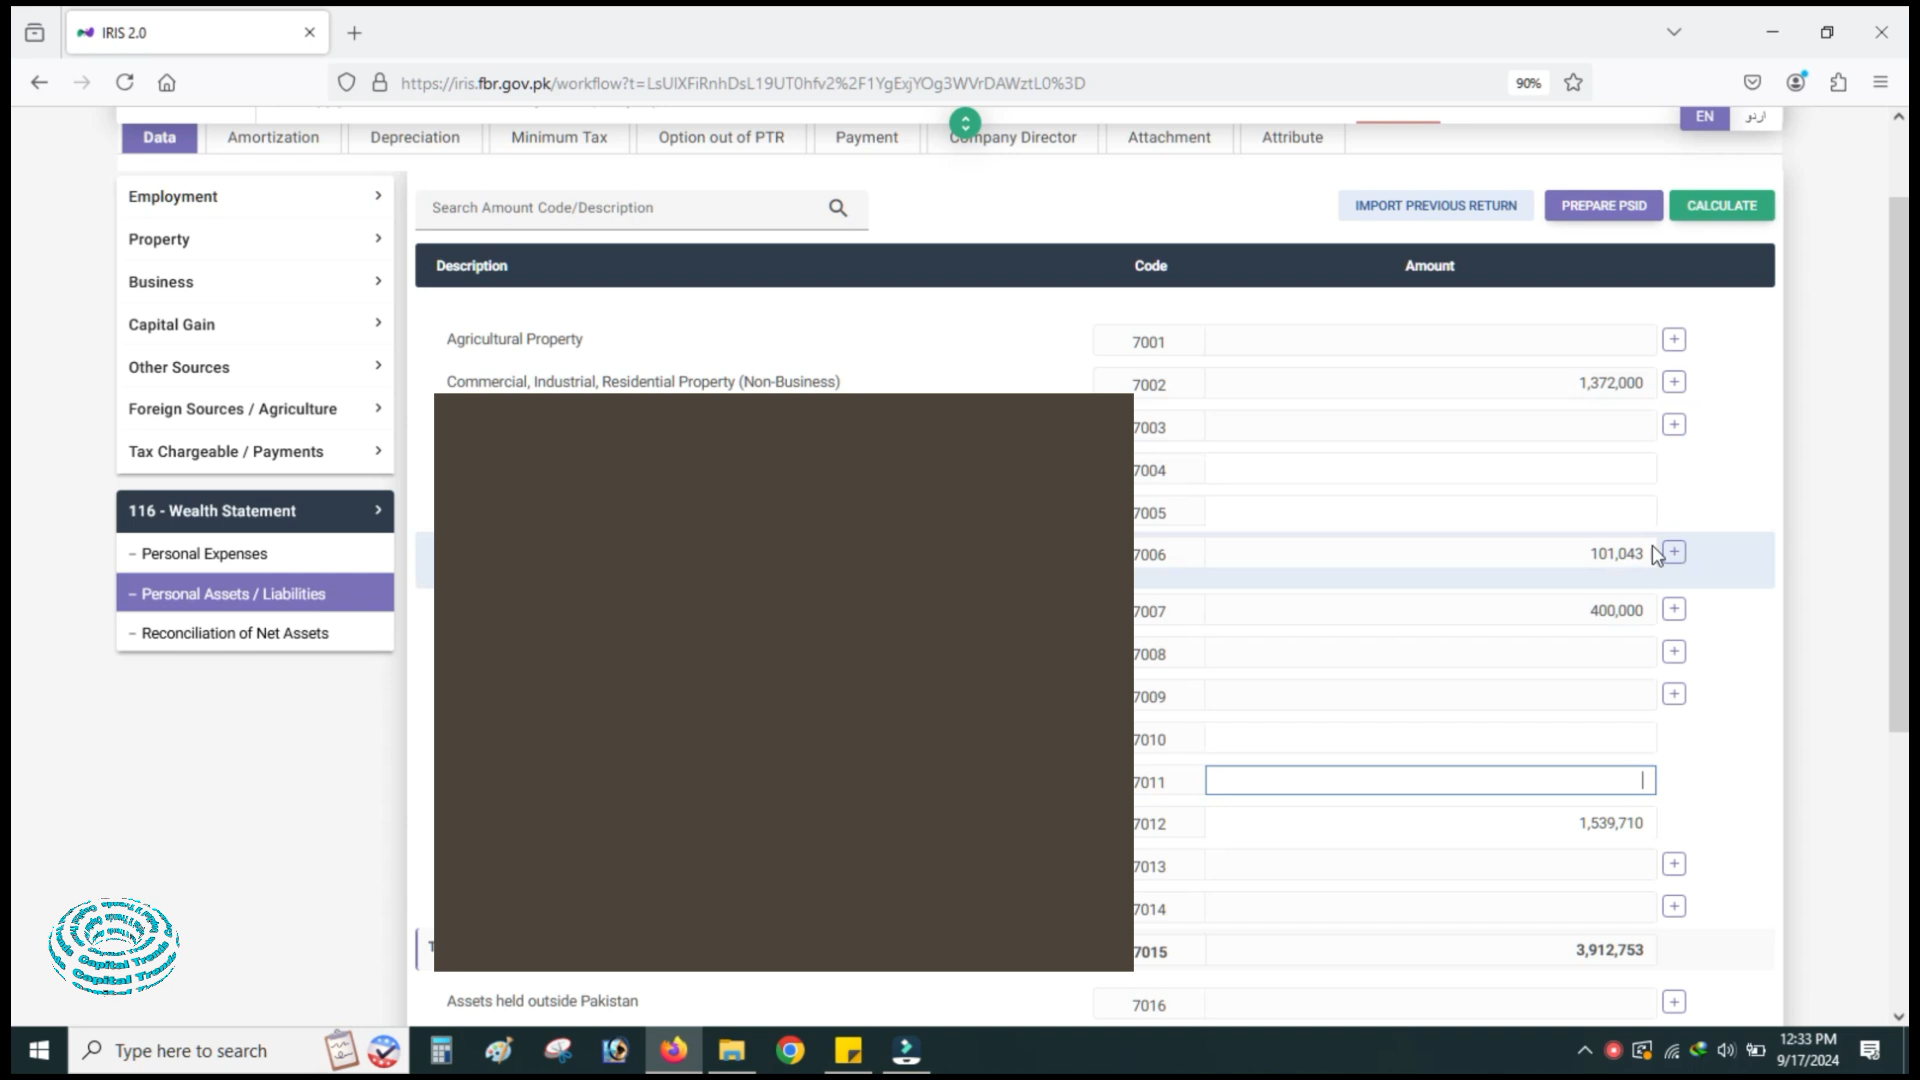 IRIS 2.0
https://iris.fbr.gov.pk/workflow?t=LsUlXFiRnhDsL19UT0hfv2%2F1YgExjYOg3WVrDAWztL0%3D
90%
EN
اردو
Data
Amortization
Depreciation
Minimum Tax
Option out of PTR
Payment
Company Director
Attachment
Attribute
Employment
Property
Business
Capital Gain
Other Sources
Foreign Sources / Agriculture
Tax Chargeable / Payments
116 - Wealth Statement
– Personal Expenses
– Personal Assets / Liabilities
– Reconciliation of Net Assets
Search Amount Code/Description
IMPORT PREVIOUS RETURN
PREPARE PSID
CALCULATE
Description Code Amount
Agricultural Property 7001
Commercial, Industrial, Residential Property (Non-Business) 7002 1,372,000
7003
7004
7005
7006 101,043
7007 400,000
7008
7009
7010
7011
7012 1,539,710
7013
7014
7015 3,912,753
Assets held outside Pakistan 7016
Capital Trends
Capital Trends
Type here to search
12:33 PM
9/17/2024